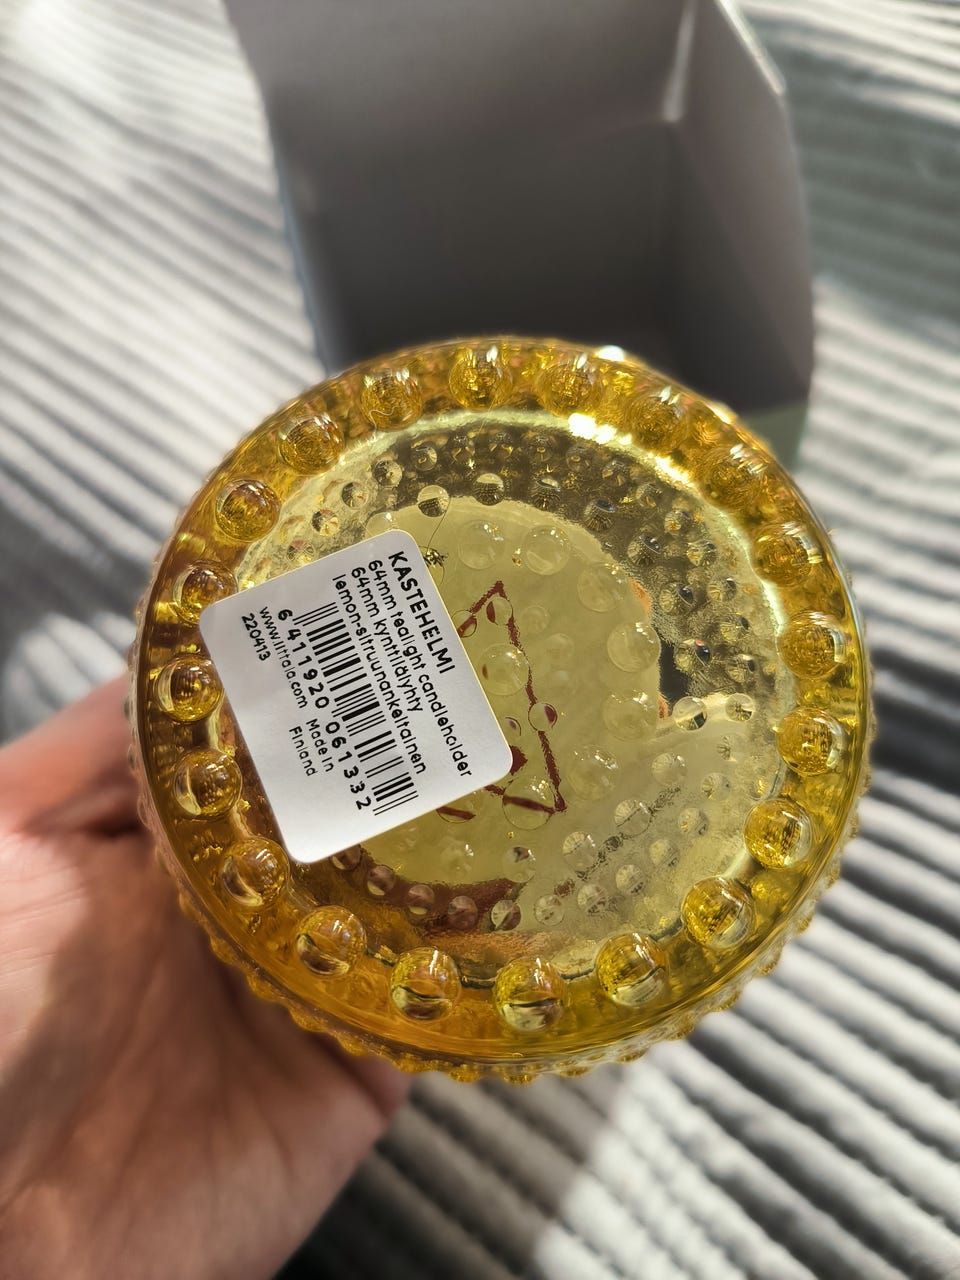 KASTEHELMI
64mm tealight candleholder
64mm kynttilälyhty
lemon-sitruunankeltainen
6 411920 061332
www.iittala.com Made in
220413 Finland